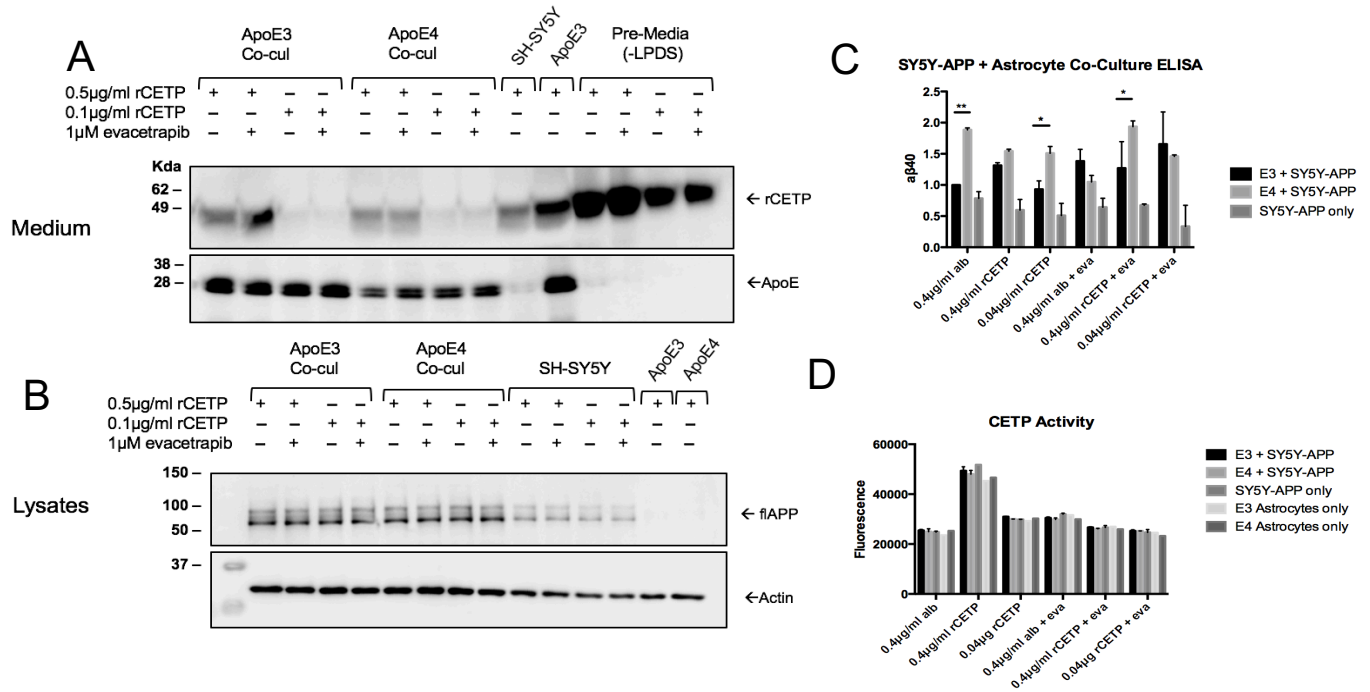 A
ApoE3
Co-cul
ApoE4
Co-cul
SH-SY5Y
ApoE3
Pre-Media
(-LPDS)
0.5µg/ml rCETP + + – – + + – – + + + + – –
0.1µg/ml rCETP – – + + – – + + – – – – + +
1µM evacetrapib – + – + – + – + – – – + – +
Kda
62 –
49 –
←rCETP
Medium
38 –
28 –
←ApoE
B
ApoE3
Co-cul
ApoE4
Co-cul
SH-SY5Y
ApoE3
ApoE4
0.5µg/ml rCETP + + – – + + – – + + – – + +
0.1µg/ml rCETP – – + + – – + + – – + + – –
1µM evacetrapib – + – + – + – + – + – + – –
150 –
100 –
50 –
←flAPP
Lysates
37 –
←Actin
C
SY5Y-APP + Astrocyte Co-Culture ELISA
aβ40
2.5
2.0
1.5
1.0
0.5
0.0
**
*
*
0.4µg/ml alb
0.4µg/ml rCETP
0.04µg/ml rCETP
0.4µg/ml alb + eva
0.4µg/ml rCETP + eva
0.04µg/ml rCETP + eva
E3 + SY5Y-APP
E4 + SY5Y-APP
SY5Y-APP only
D
CETP Activity
Fluorescence
60000
40000
20000
0
0.4µg/ml alb
0.4µg/ml rCETP
0.04µg rCETP
0.4µg/ml alb + eva
0.4µg/ml rCETP + eva
0.04µg rCETP + eva
E3 + SY5Y-APP
E4 + SY5Y-APP
SY5Y-APP only
E3 Astrocytes only
E4 Astrocytes only